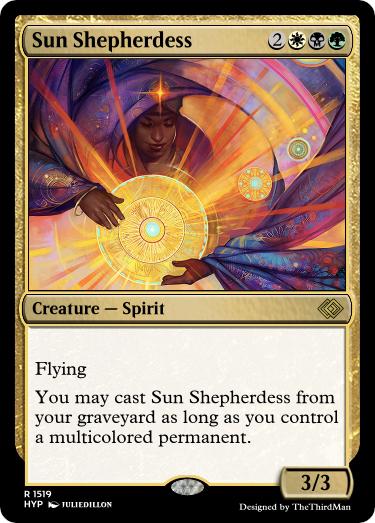 Sun Shepherdess 2
Creature — Spirit
Flying
You may cast Sun Shepherdess from
your graveyard as long as you control
a multicolored permanent.
3/3
R 1519
HYP JULIEDILLON
Designed by TheThirdMan